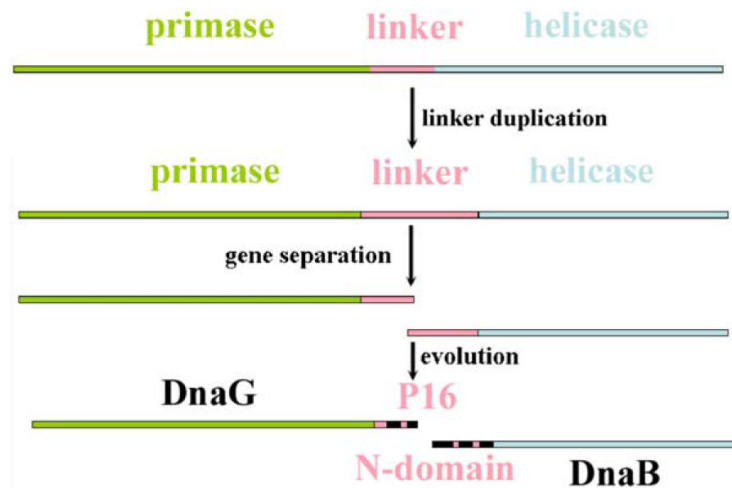 primase linker helicase
linker duplication
primase linker helicase
gene separation
evolution
DnaG P16
N-domain DnaB